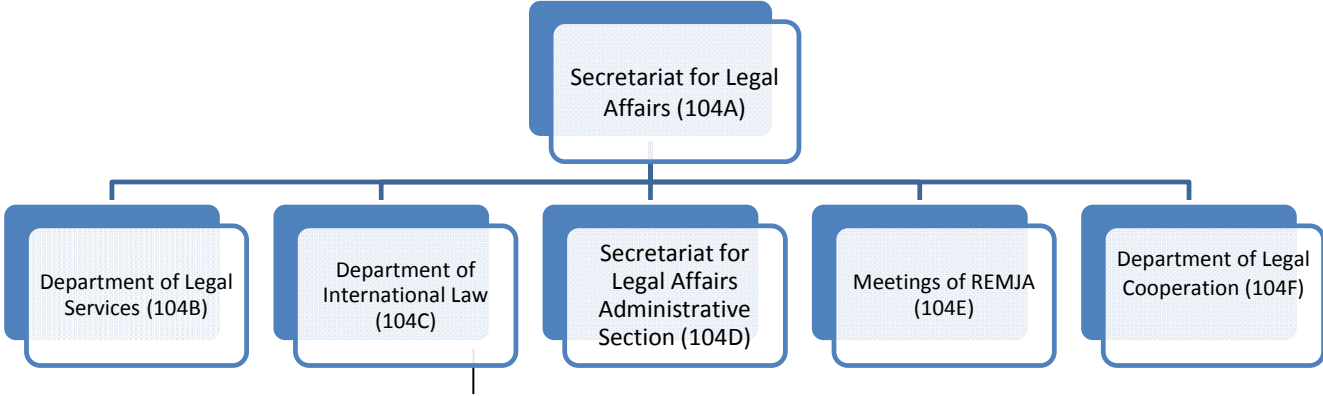 Secretariat for Legal
Affairs (104A)
Department of Legal
Services (104B)
Department of
International Law
(104C)
Secretariat for
Legal Affairs
Administrative
Section (104D)
Meetings of REMJA
(104E)
Department of Legal
Cooperation (104F)